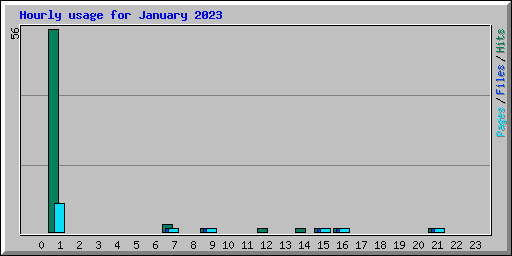 Hourly usage for January 2023
56
Pages/Files/Hits
0 1 2 3 4 5 6 7 8 9 10 11 12 13 14 15 16 17 18 19 20 21 22 23